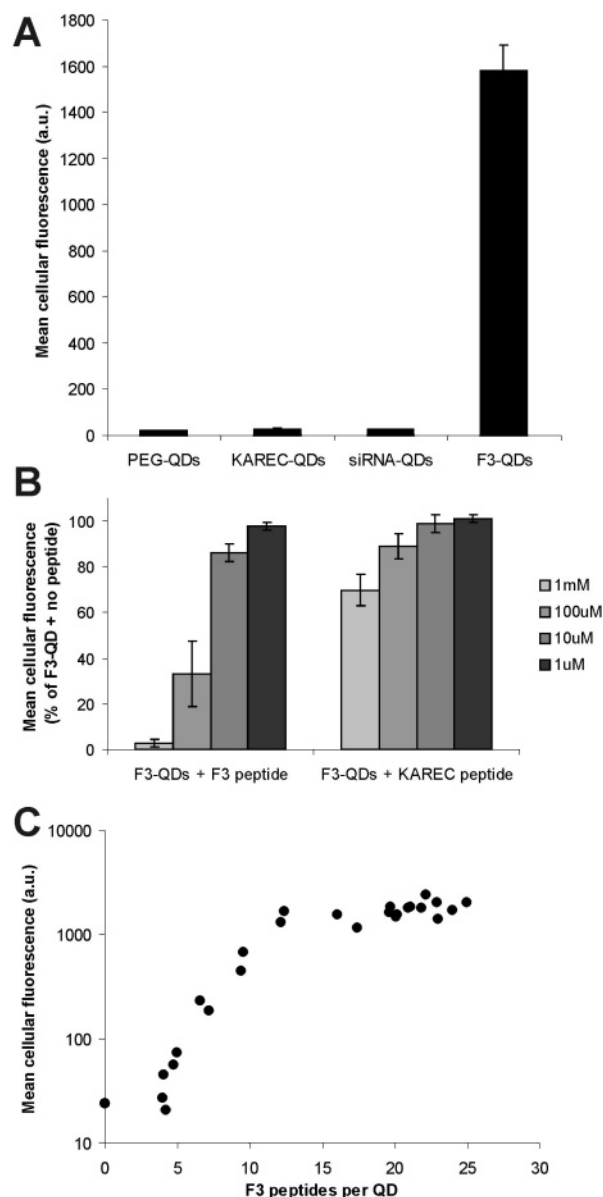 A
Mean cellular fluorescence (a.u.)
1800
1600
1400
1200
1000
800
600
400
200
0
PEG-QDs KAREC-QDs siRNA-QDs F3-QDs
B
Mean cellular fluorescence
(% of F3-QD + no peptide)
100
80
60
40
20
0
F3-QDs + F3 peptide F3-QDs + KAREC peptide
1mM
100uM
10uM
1uM
C
Mean cellular fluorescence (a.u.)
10000
1000
100
10
0 5 10 15 20 25 30
F3 peptides per QD